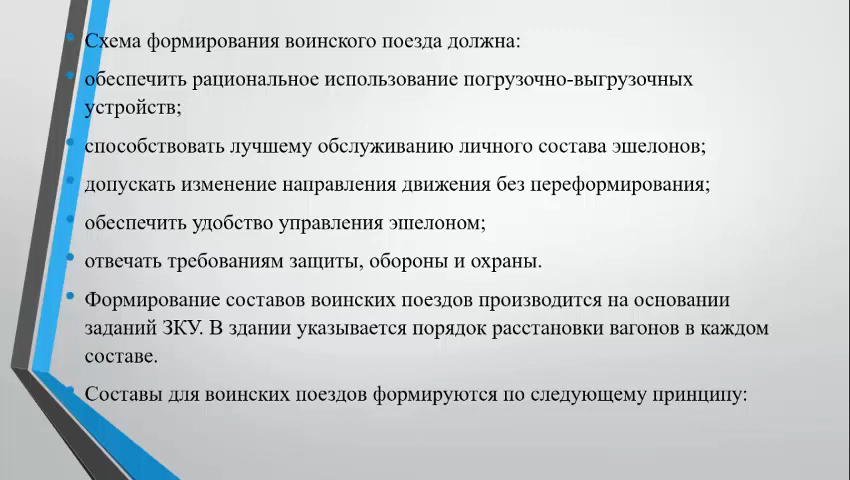 Схема формирования воинского поезда должна:
обеспечить рациональное использование погрузочно-выгрузочных
устройств;
способствовать лучшему обслуживанию личного состава эшелонов;
допускать изменение направления движения без переформирования;
обеспечить удобство управления эшелоном;
отвечать требованиям защиты, обороны и охраны.
Формирование составов воинских поездов производится на основании
заданий ЗКУ. В здании указывается порядок расстановки вагонов в каждом
составе.
Составы для воинских поездов формируются по следующему принципу: